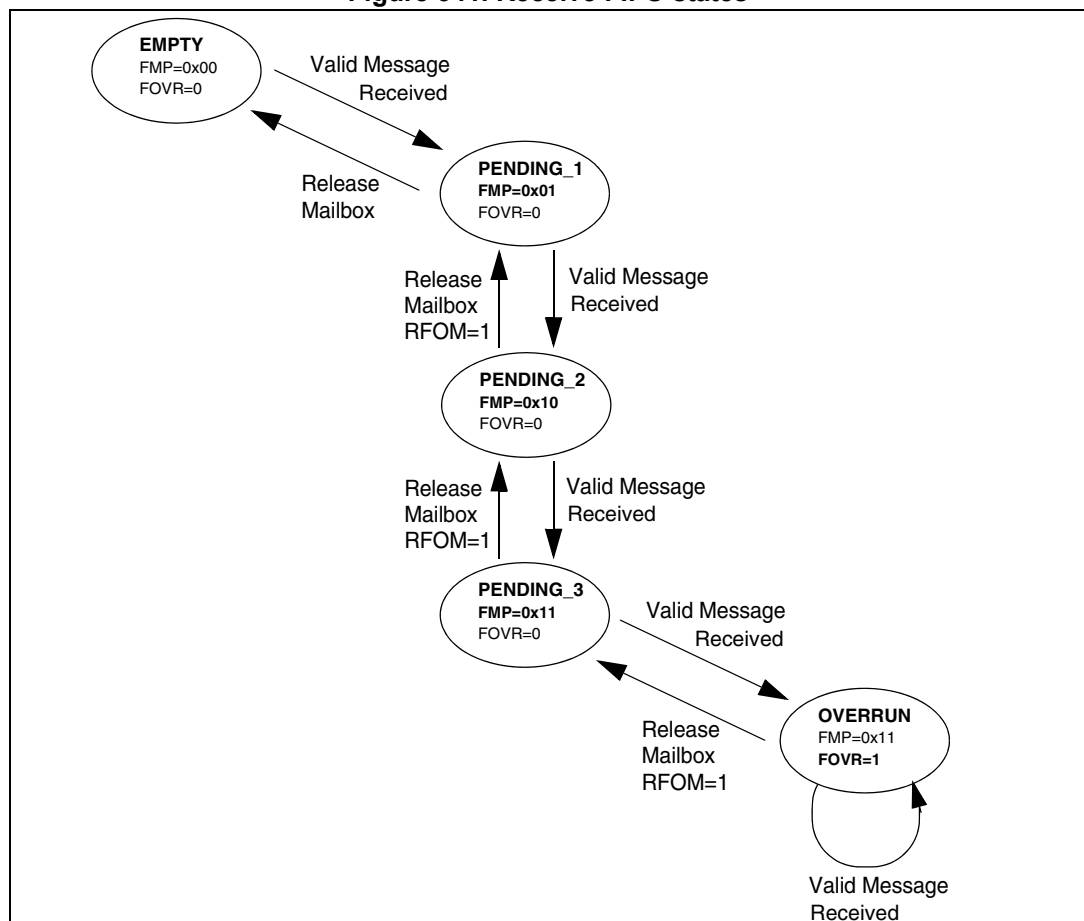 EMPTY
FMP=0x00
FOVR=0
Valid Message
Received
Release
Mailbox
PENDING_1
FMP=0x01
FOVR=0
Release
Mailbox
RFOM=1
Valid Message
Received
PENDING_2
FMP=0x10
FOVR=0
Release
Mailbox
RFOM=1
Valid Message
Received
PENDING_3
FMP=0x11
FOVR=0
Valid Message
Received
Release
Mailbox
RFOM=1
OVERRUN
FMP=0x11
FOVR=1
Valid Message
Received